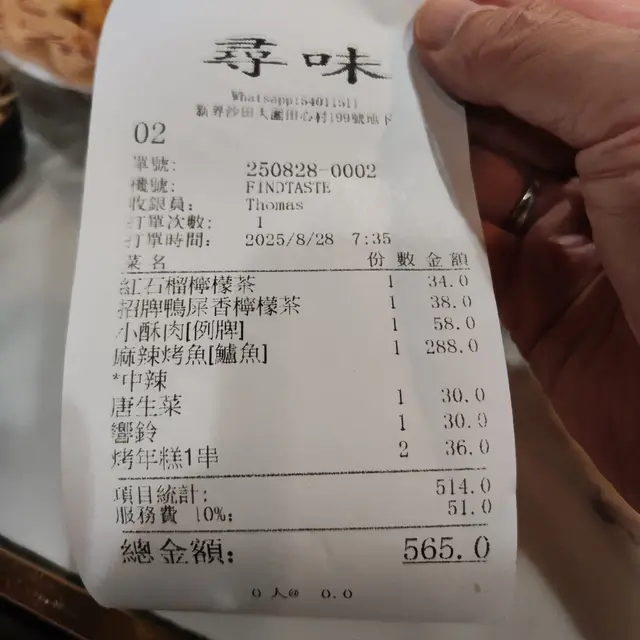 尋味
Whatsapp:54011511
新界沙田大圍田心村199號地下
02
單號: 250828-0002
機號: FINDTASTE
收銀員: Thomas
打單次數: 1
打單時間: 2025/8/28 7:35
菜名 份數 金額
紅石榴檸檬茶 1 34.0
招牌鴨屎香檸檬茶 1 38.0
小酥肉[例牌] 1 58.0
麻辣烤魚[鱸魚] 1 288.0
*中辣
唐生菜 1 30.0
響鈴 1 30.0
烤年糕1串 2 36.0
項目統計: 514.0
服務費 10%: 51.0
總金額: 565.0
0 人@ 0.0